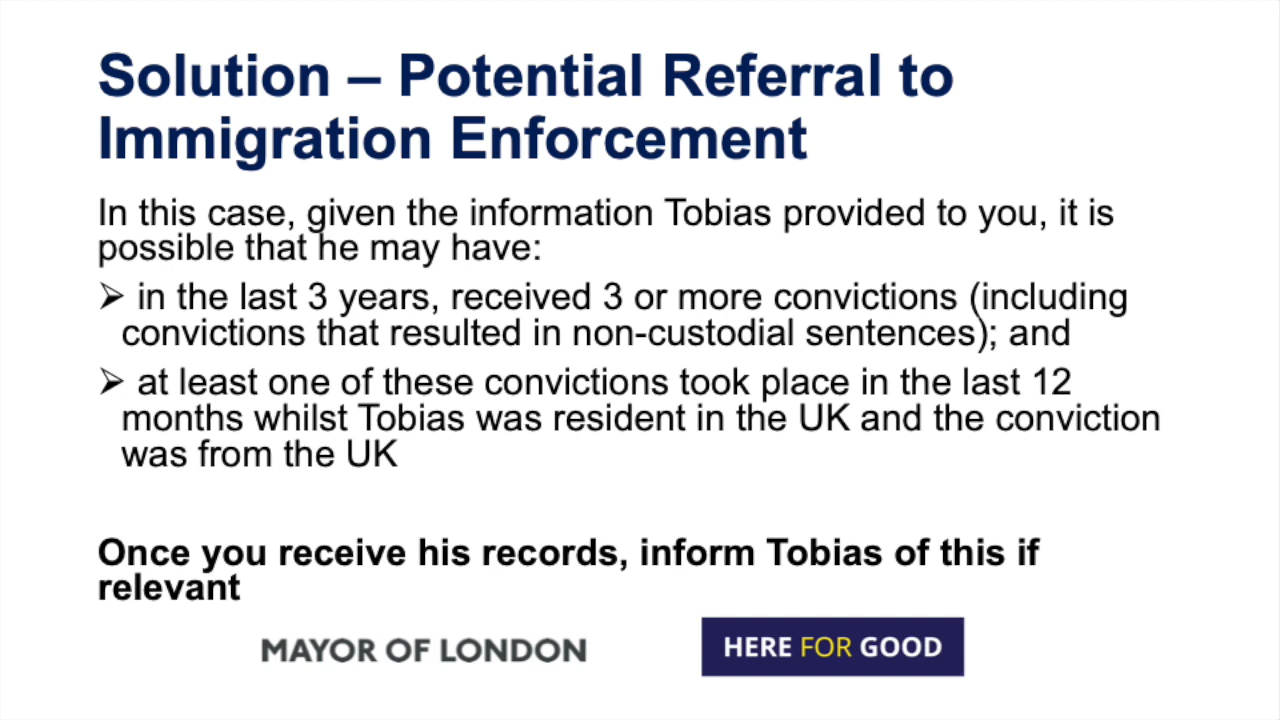 Solution – Potential Referral to
Immigration Enforcement
In this case, given the information Tobias provided to you, it is
possible that he may have:
➢ in the last 3 years, received 3 or more convictions (including
convictions that resulted in non-custodial sentences); and
➢ at least one of these convictions took place in the last 12
months whilst Tobias was resident in the UK and the conviction
was from the UK
Once you receive his records, inform Tobias of this if
relevant
MAYOR OF LONDON
HERE FOR GOOD